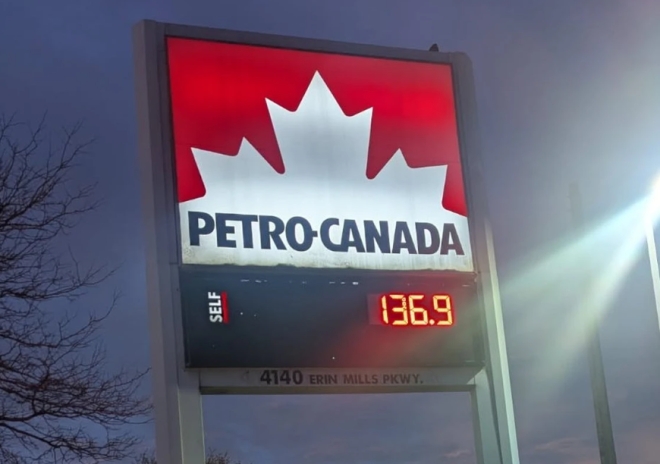 PETRO-CANADA
SELF 136.9
4140 ERIN MILLS PKWY.